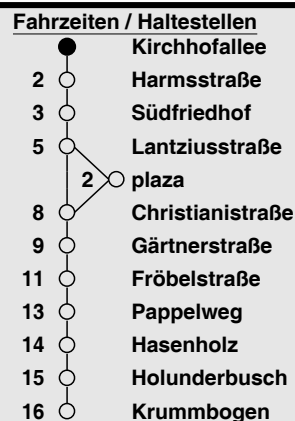 Fahrzeiten / Haltestellen
Kirchhofallee
2 Harmsstraße
3 Südfriedhof
5 Lantziusstraße
2 plaza
8 Christianistraße
9 Gärtnerstraße
11 Fröbelstraße
13 Pappelweg
14 Hasenholz
15 Holunderbusch
16 Krummbogen